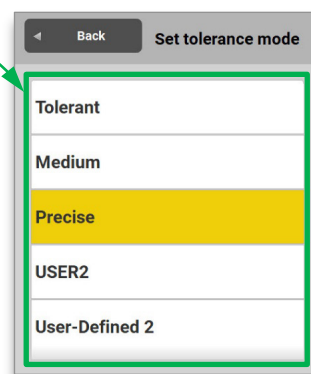 Back
Set tolerance mode
Tolerant
Medium
Precise
USER2
User-Defined 2